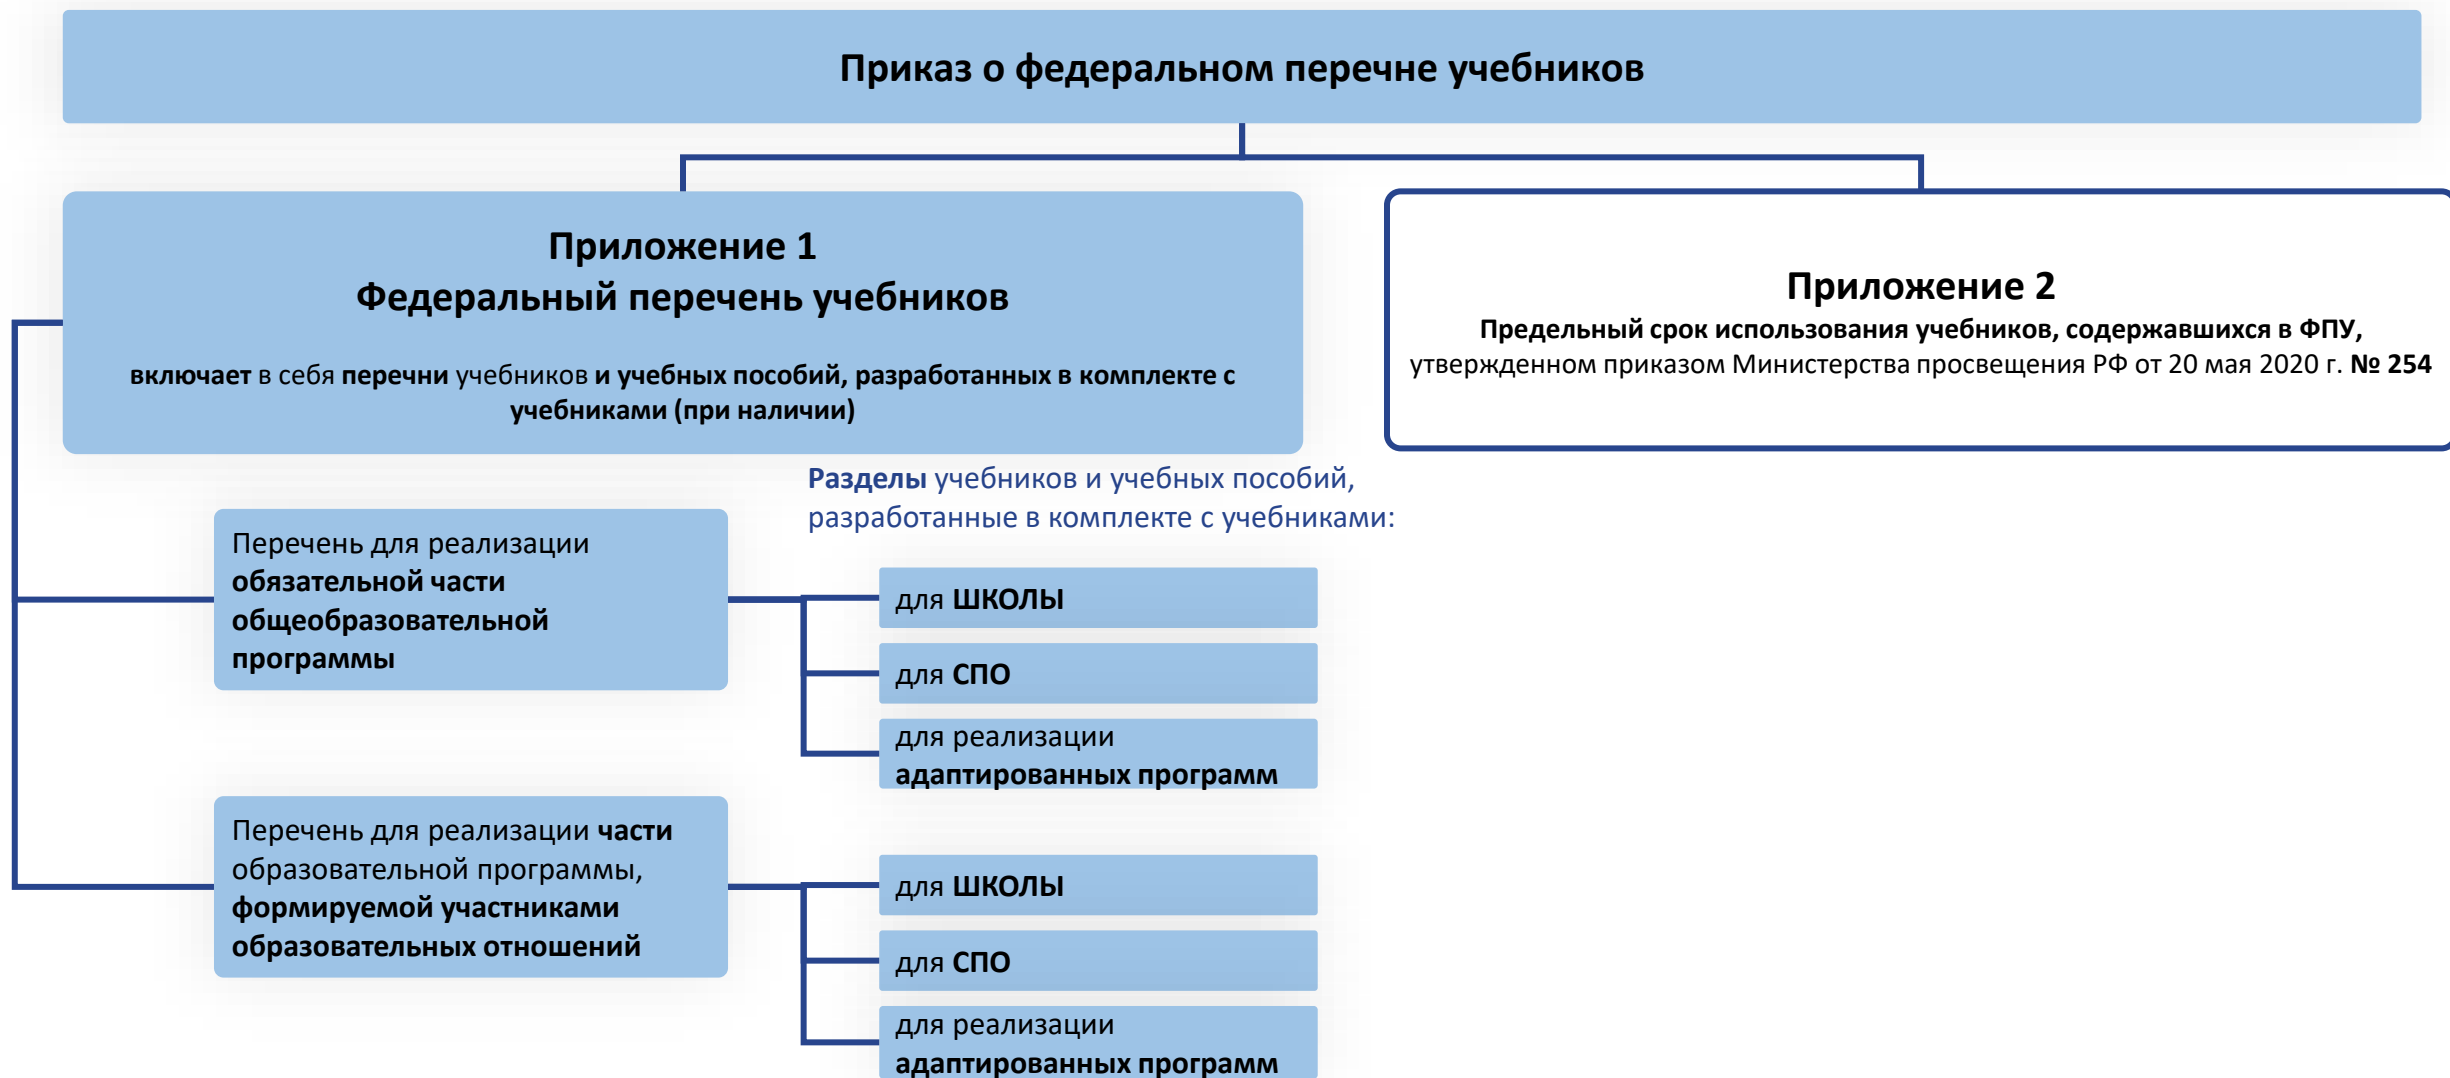 Приказ о федеральном перечне учебников
Приложение 1
Федеральный перечень учебников
включает в себя перечни учебников и учебных пособий, разработанных в комплекте с
учебниками (при наличии)
Приложение 2
Предельный срок использования учебников, содержавшихся в ФПУ,
утвержденном приказом Министерства просвещения РФ от 20 мая 2020 г. № 254
Разделы учебников и учебных пособий,
разработанные в комплекте с учебниками:
Перечень для реализации
обязательной части
общеобразовательной
программы
для ШКОЛЫ
для СПО
для реализации
адаптированных программ
Перечень для реализации части
образовательной программы,
формируемой участниками
образовательных отношений
для ШКОЛЫ
для СПО
для реализации
адаптированных программ